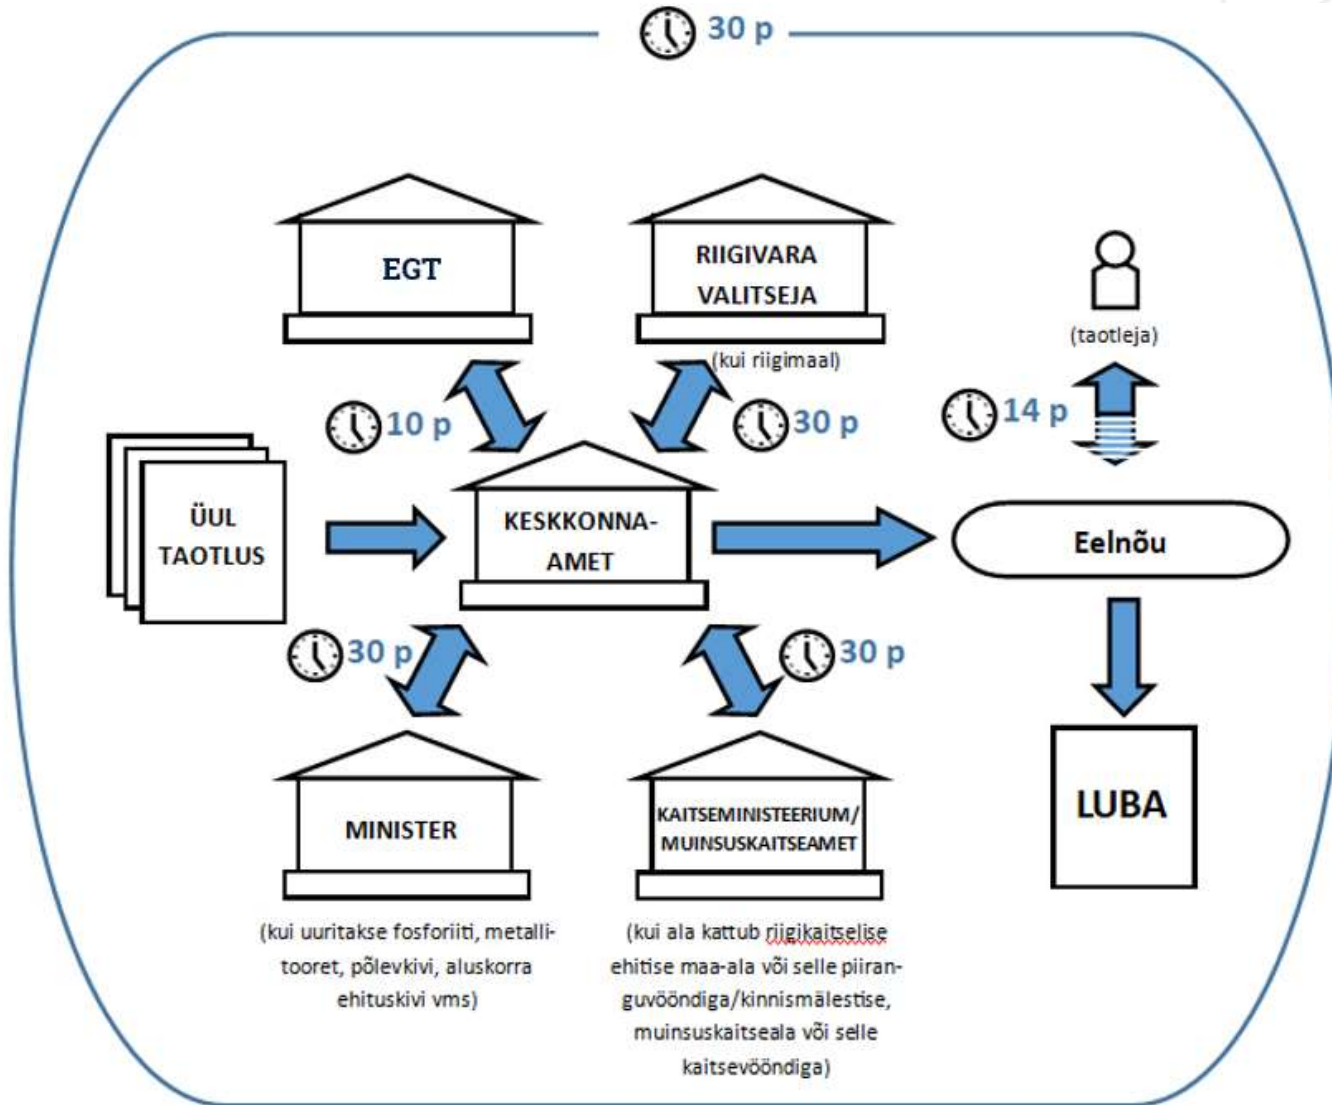 30 p
EGT
RIIGIVARA
VALITSEJA
(kui riigimaal)
(taotleja)
10 p
30 p
14 p
ÜUL
TAOTLUS
KESKKONNA-
AMET
Eelnõu
30 p
30 p
MINISTER
(kui uuritakse fosforiiti, metalli-
tooret, põlevkivi, aluskorra
ehituskivi vms)
KAITSEMINISTEERIUM/
MUINSUSKAITSEAMET
(kui ala kattub riigikaitselise
ehitise maa-ala või selle piiran-
guvööndiga/kinnismälestise,
muinsuskaitseala või selle
kaitsevööndiga)
LUBA